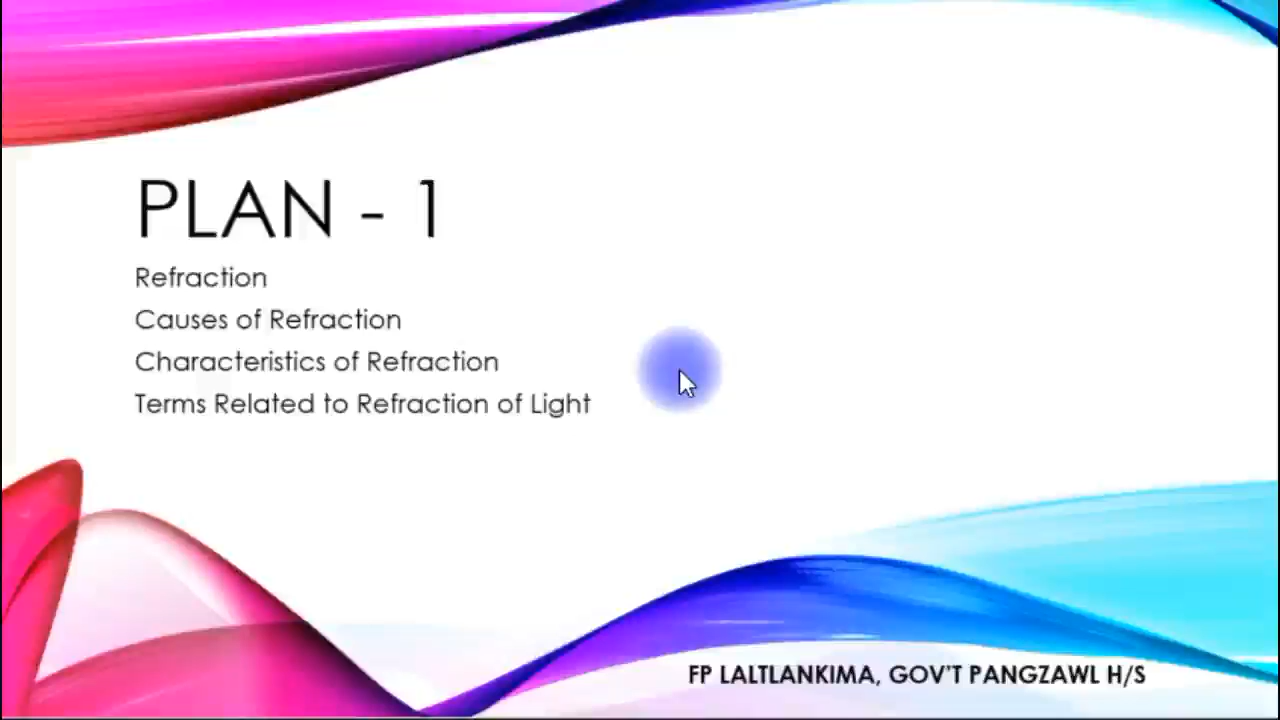 PLAN - 1
Refraction
Causes of Refraction
Characteristics of Refraction
Terms Related to Refraction of Light
FP LALTLANKIMA, GOV'T PANGZAWL H/S